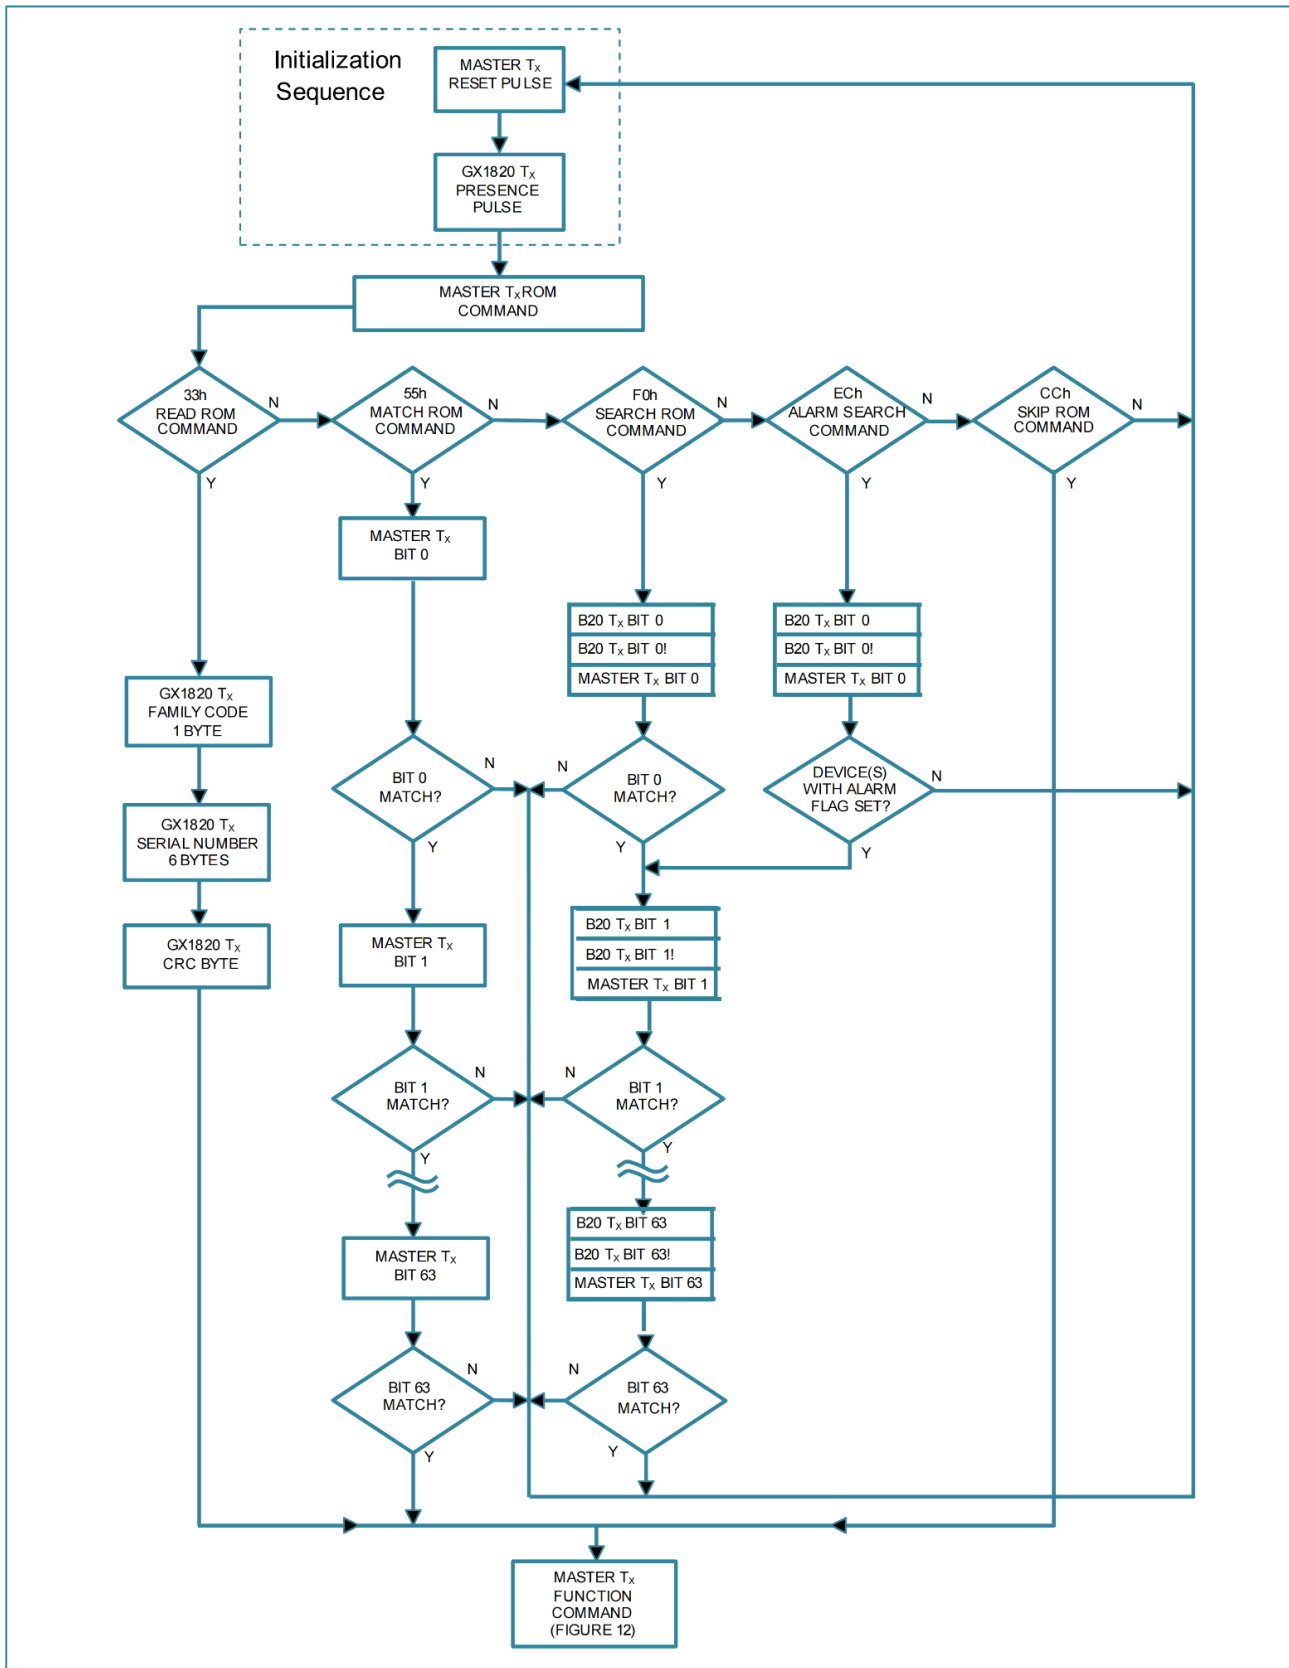 Initialization
Sequence
MASTER TX
RESET PULSE
GX1820 TX
PRESENCE
PULSE
MASTER TX ROM
COMMAND
33h
READ ROM
COMMAND
N
Y
55h
MATCH ROM
COMMAND
N
Y
F0h
SEARCH ROM
COMMAND
N
Y
ECh
ALARM SEARCH
COMMAND
N
Y
CCh
SKIP ROM
COMMAND
N
Y
GX1820 TX
FAMILY CODE
1 BYTE
GX1820 TX
SERIAL NUMBER
6 BYTES
GX1820 TX
CRC BYTE
MASTER TX
BIT 0
BIT 0
MATCH?
N
Y
MASTER TX
BIT 1
BIT 1
MATCH?
N
Y
MASTER TX
BIT 63
BIT 63
MATCH?
N
Y
B20 TX BIT 0
B20 TX BIT 0!
MASTER TX BIT 0
BIT 0
MATCH?
N
Y
B20 TX BIT 1
B20 TX BIT 1!
MASTER TX BIT 1
BIT 1
MATCH?
N
Y
B20 TX BIT 63
B20 TX BIT 63!
MASTER TX BIT 63
BIT 63
MATCH?
N
Y
B20 TX BIT 0
B20 TX BIT 0!
MASTER TX BIT 0
DEVICE(S)
WITH ALARM
FLAG SET?
N
Y
MASTER TX
FUNCTION
COMMAND
(FIGURE 12)